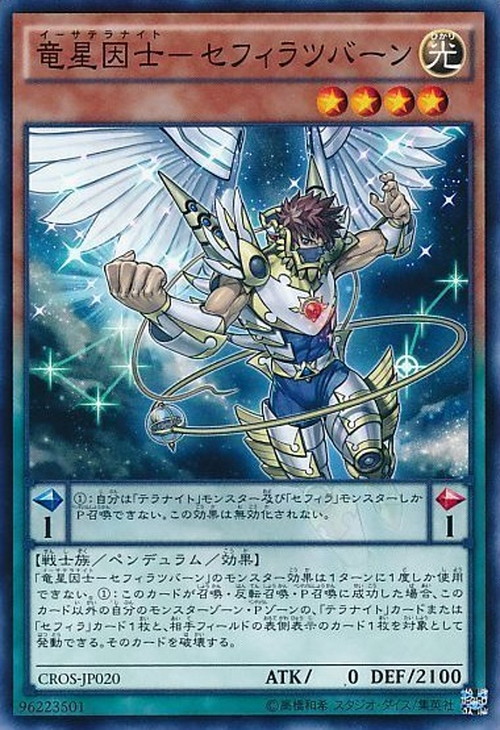 イーサテラナイト
竜星因士－セフィラツバーン
ひかり
光
①：自分は「テラナイト」モンスター及び「セフィラ」モンスターしか
P召喚できない。この効果は無効化されない。
1
1
【戦士族／ペンデュラム／効果】
「竜星因士－セフィラツバーン」のモンスター効果は1ターンに1度しか使用
できない。①：このカードが召喚・反転召喚・P召喚に成功した場合、この
カード以外の自分のモンスターゾーン・Pゾーンの、「テラナイト」カードまたは
「セフィラ」カード1枚と、相手フィールドの表側表示のカード1枚を対象として
発動できる。そのカードを破壊する。
CROS-JP020
ATK/ 0 DEF/2100
96223501
©高橋和希 スタジオ・ダイス/集英社